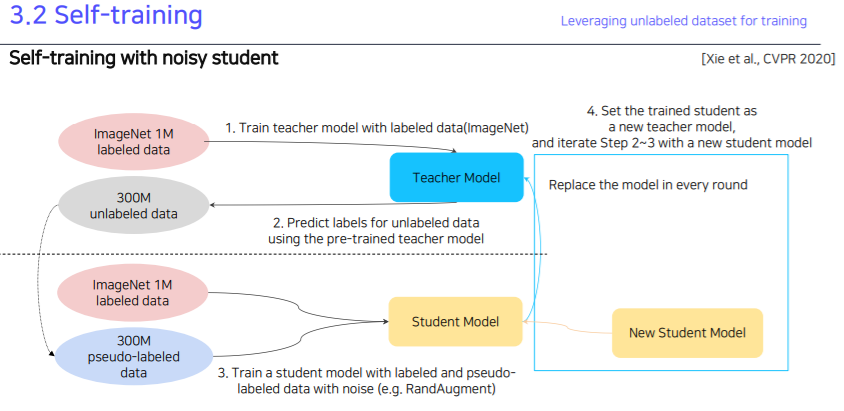 3.2 Self-training
Leveraging unlabeled dataset for training
Self-training with noisy student
[Xie et al., CVPR 2020]
ImageNet 1M
labeled data
1. Train teacher model with labeled data(ImageNet)
4. Set the trained student as
a new teacher model,
and iterate Step 2~3 with a new student model
Teacher Model
Replace the model in every round
300M
unlabeled data
2. Predict labels for unlabeled data
using the pre-trained teacher model
ImageNet 1M
labeled data
Student Model
New Student Model
300M
pseudo-labeled
data
3. Train a student model with labeled and pseudo-
labeled data with noise (e.g. RandAugment)